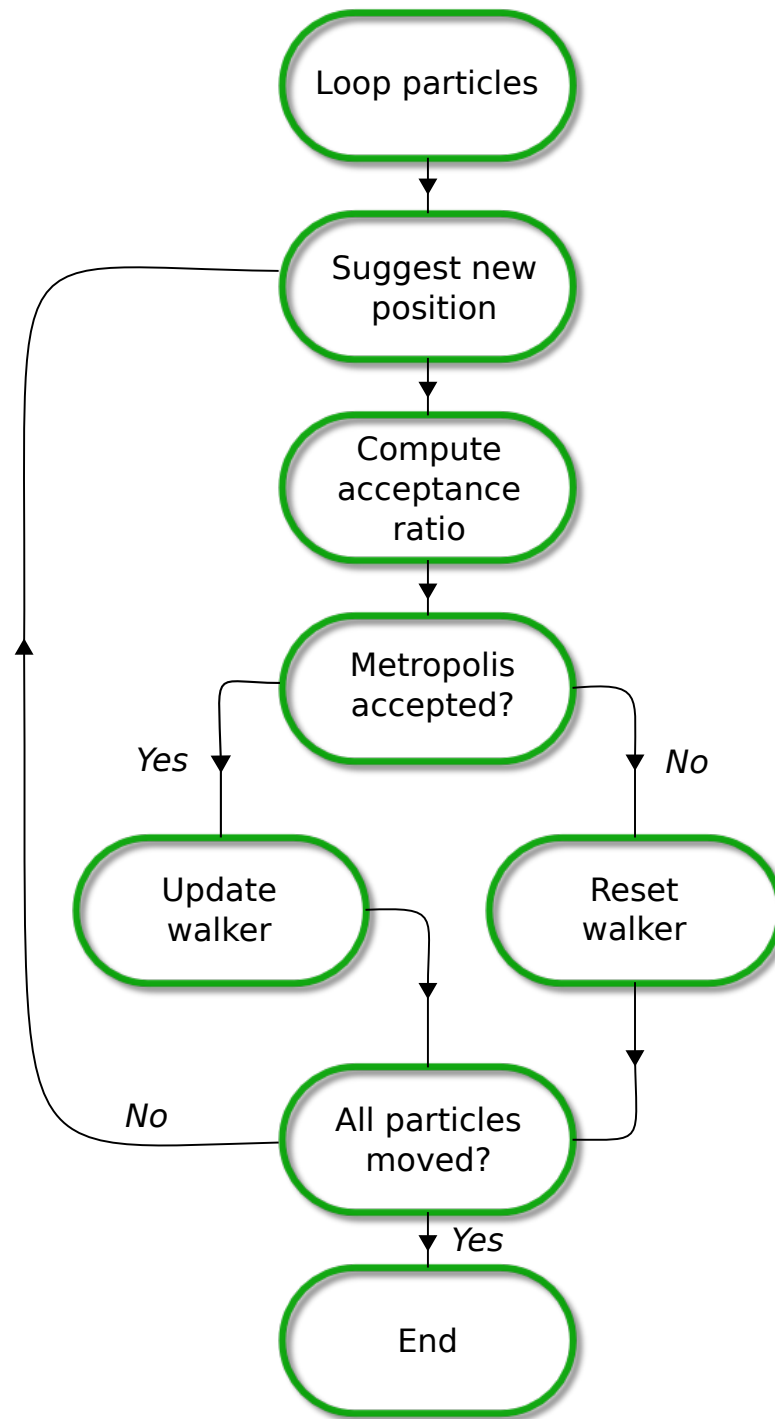 Loop particles
Suggest new
position
Compute
acceptance
ratio
Metropolis
accepted?
Yes
No
Update
walker
Reset
walker
No
All particles
moved?
Yes
End